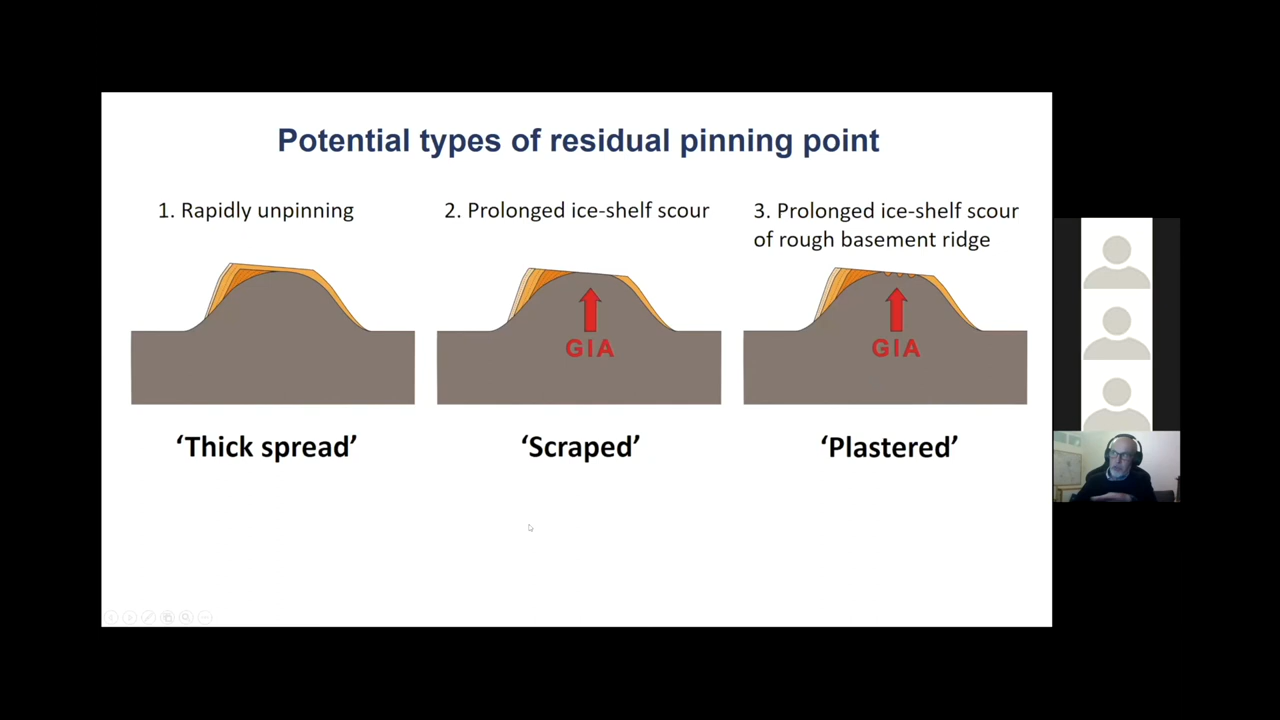 Potential types of residual pinning point
1. Rapidly unpinning
2. Prolonged ice-shelf scour
3. Prolonged ice-shelf scour
of rough basement ridge
GIA
GIA
‘Thick spread’
‘Scraped’
‘Plastered’